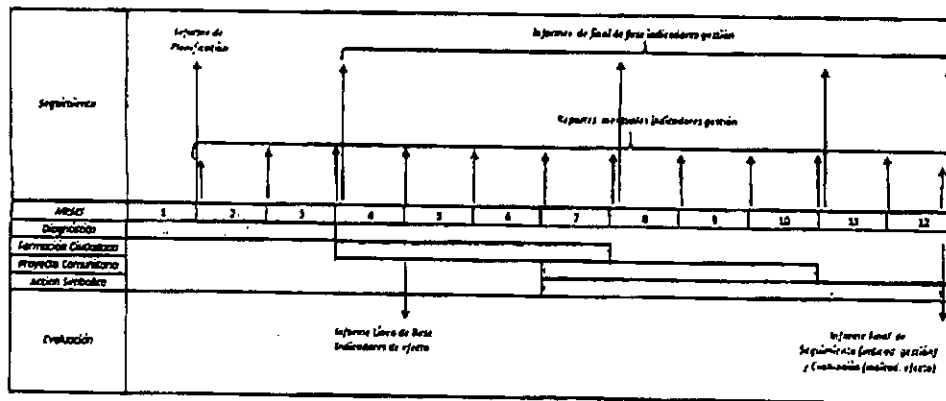 Informe de
Planificación
Informes de final de fase indicadores gestión
Seguimiento
Reportes mensuales indicadores gestión
Meses 1 2 3 4 5 6 7 8 9 10 11 12
Diagnóstico
Formación Ciudadana
Proyecto Comunitario
Acción Simbólica
Evaluación
Informe Línea de Base
Indicadores de efecto
Informe Final de
Seguimiento (indicad. gestión)
y Evaluación (indicad. efecto)